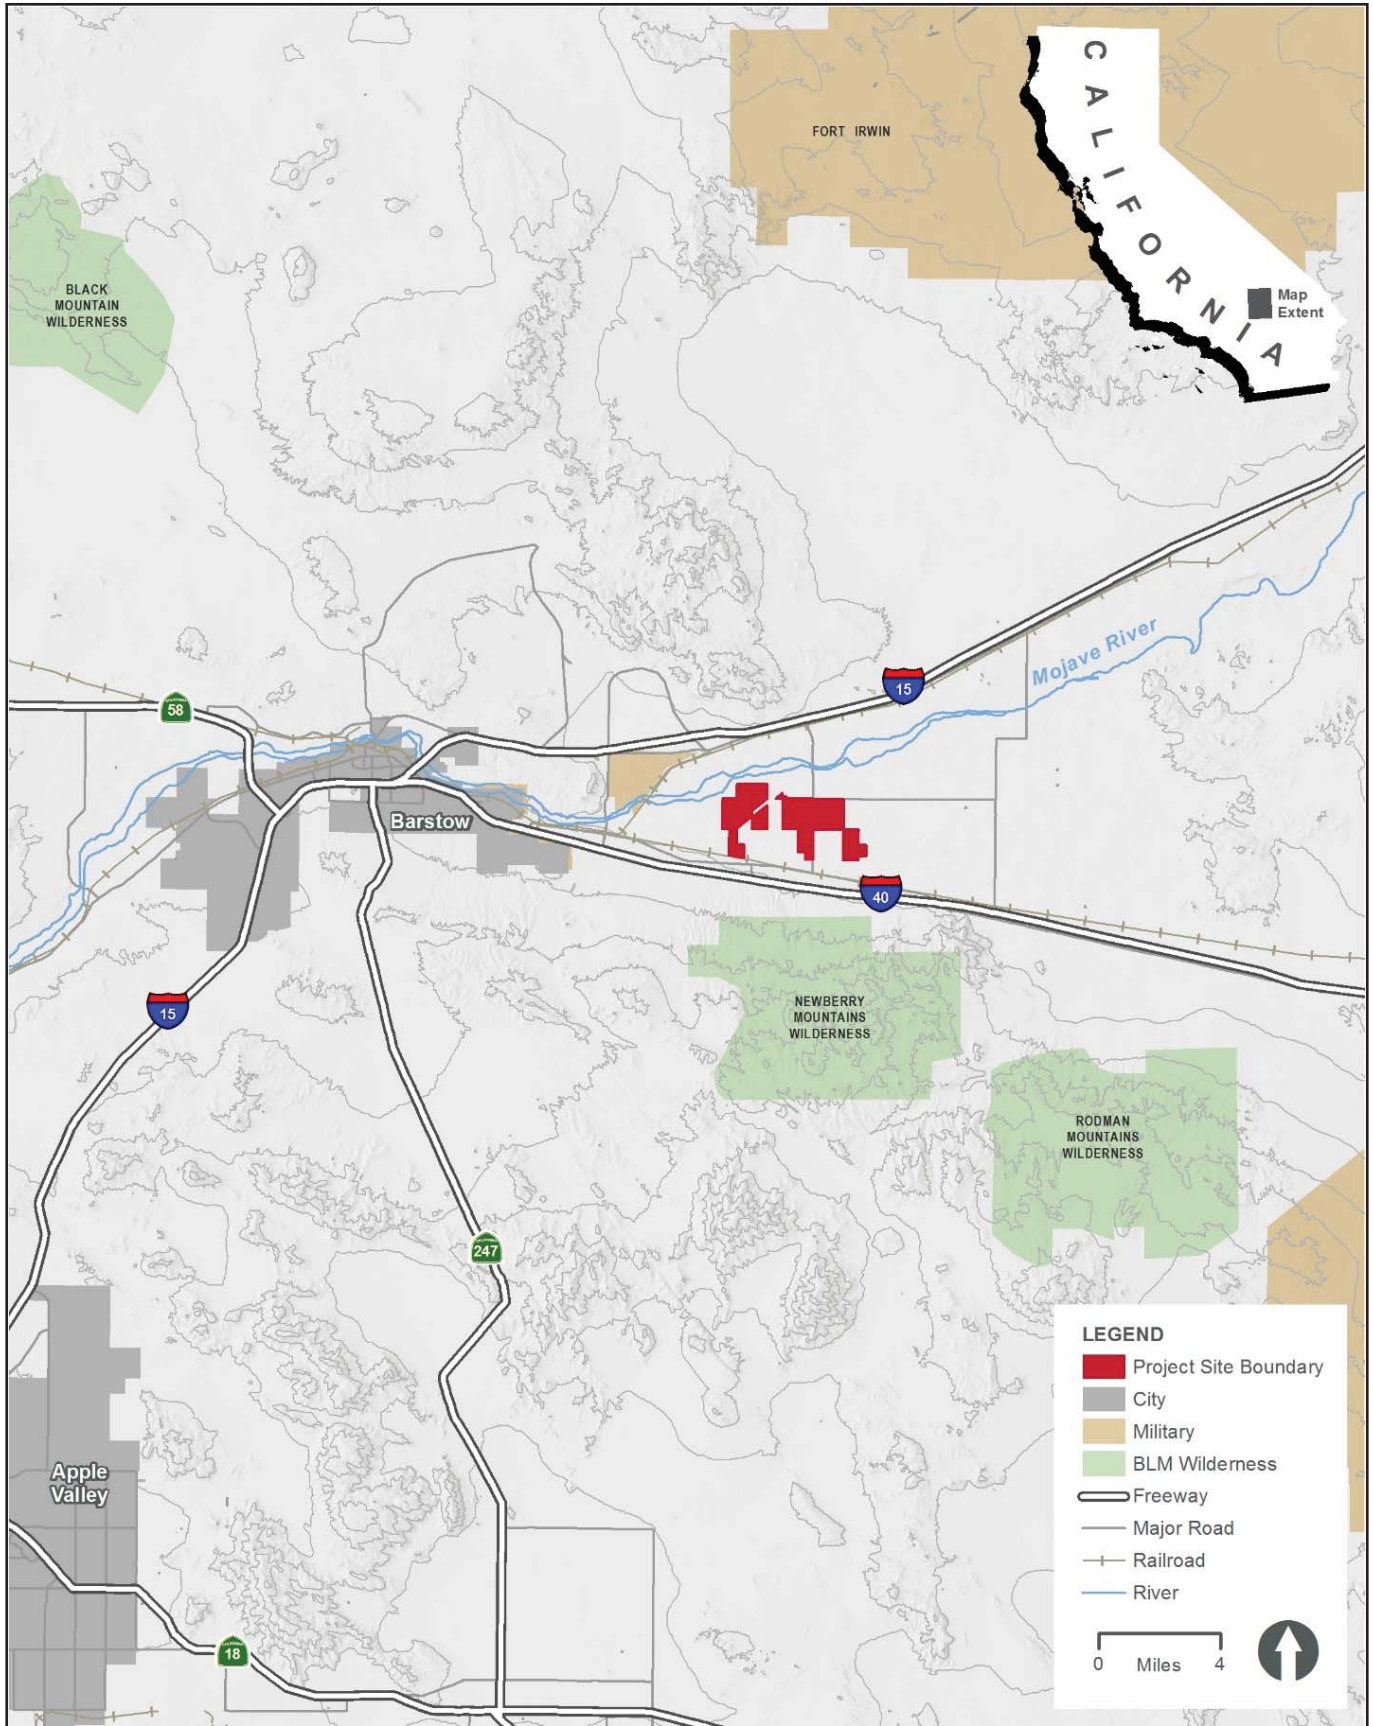 CALIFORNIA
FORT IRWIN
Map
Extent
BLACK
MOUNTAIN
WILDERNESS
Mojave River
15
58
Barstow
40
NEWBERRY
MOUNTAINS
WILDERNESS
15
RODMAN
MOUNTAINS
WILDERNESS
247
LEGEND
Project Site Boundary
City
Military
BLM Wilderness
Freeway
Major Road
Railroad
River
0 Miles 4
Apple
Valley
18